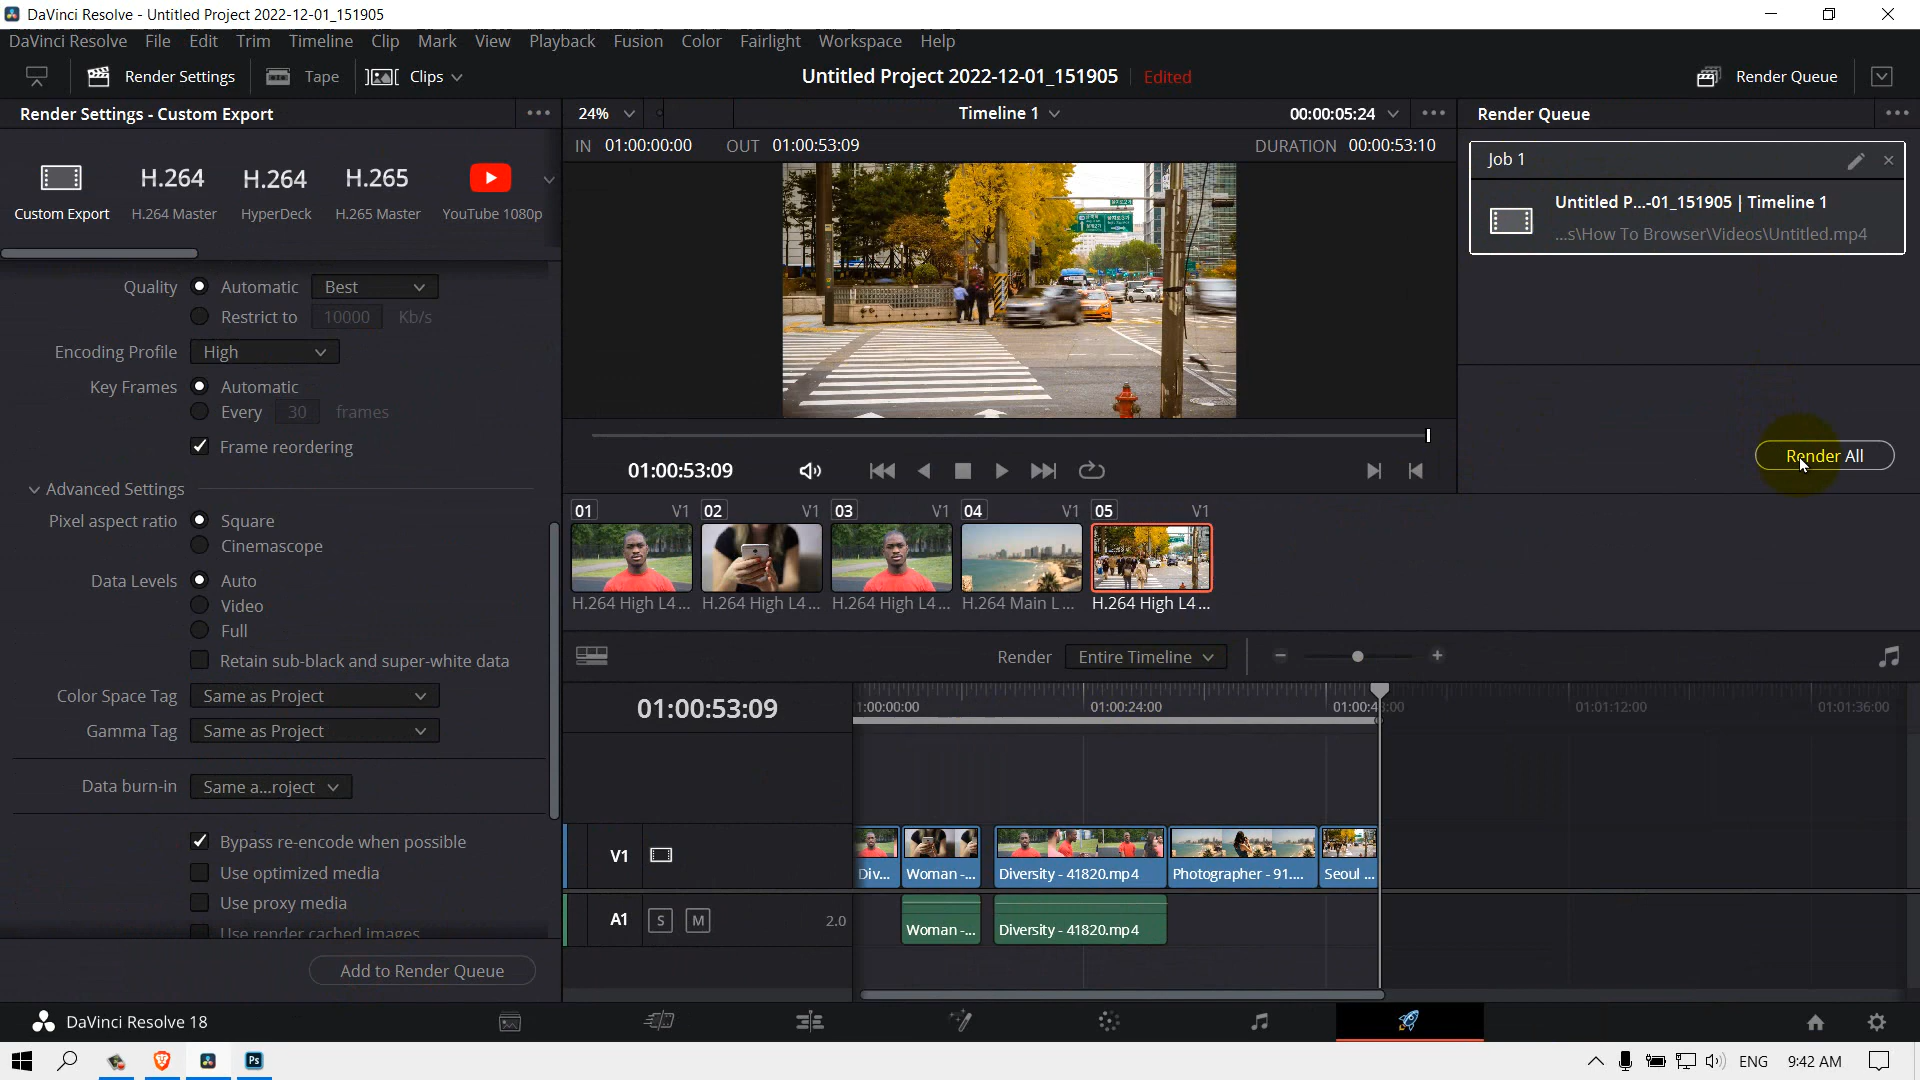 DaVinci Resolve - Untitled Project 2022-12-01_151905
DaVinci Resolve File Edit Trim Timeline Clip Mark View Playback Fusion Color Fairlight Workspace Help
Render Settings Tape Clips Untitled Project 2022-12-01_151905 Edited Render Queue
Render Settings - Custom Export
24% Timeline 1 00:00:05:24
Render Queue
IN 01:00:00:00 OUT 01:00:53:09 DURATION 00:00:53:10
Job 1
H.264 H.264 H.265
Custom Export H.264 Master HyperDeck H.265 Master YouTube 1080p
Untitled P...-01_151905 | Timeline 1
...s\How To Browser\Videos\Untitled.mp4
Quality Automatic Best
Restrict to 10000 Kb/s
Encoding Profile High
Key Frames Automatic
Every 30 frames
Frame reordering
Render All
01:00:53:09
Advanced Settings
Pixel aspect ratio Square
Cinemascope
Data Levels Auto
Video
Full
Retain sub-black and super-white data
Color Space Tag Same as Project
Gamma Tag Same as Project
Data burn-in Same a...roject
Bypass re-encode when possible
Use optimized media
Use proxy media
Use render cached images
Add to Render Queue
01 V1 02 V1 03 V1 04 V1 05 V1
H.264 High L4... H.264 High L4... H.264 High L4... H.264 Main L... H.264 High L4...
Render Entire Timeline
01:00:53:09
1:00:00:00 01:00:24:00 01:00:4 :00 01:01:12:00 01:01:36:00
V1
Div... Woman -... Diversity - 41820.mp4 Photographer - 91.... Seoul ...
A1 S M 2.0
Woman -... Diversity - 41820.mp4
DaVinci Resolve 18
Ps ENG 9:42 AM